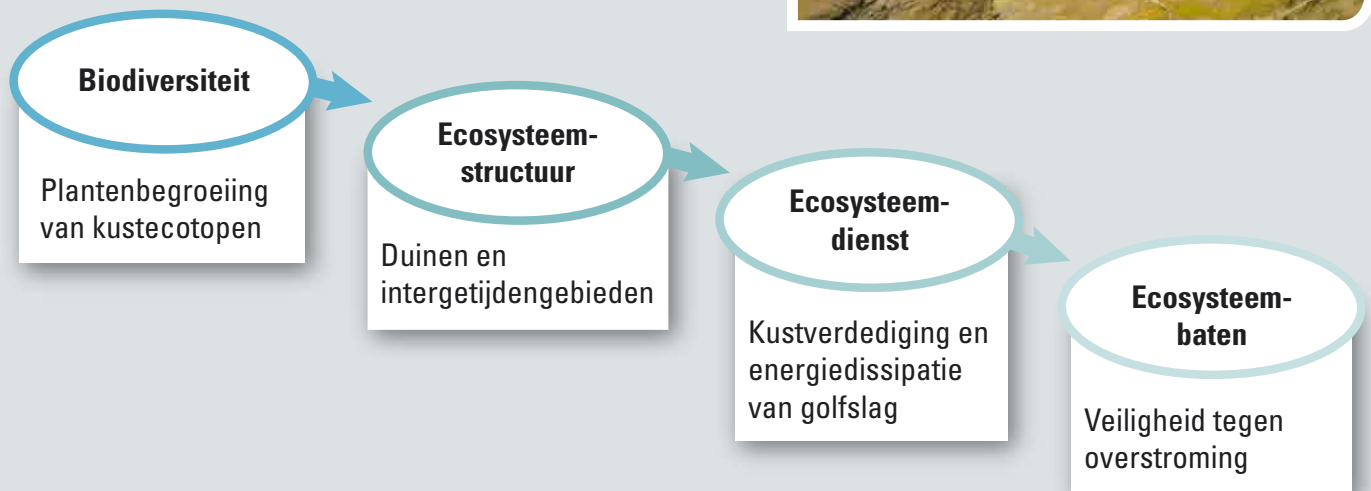 Biodiversiteit
Plantenbegroeiing
van kustecotopen
Ecosysteem-
structuur
Duinen en
intergetijdengebieden
Ecosysteem-
dienst
Kustverdediging en
energiedissipatie
van golfslag
Ecosysteem-
baten
Veiligheid tegen
overstroming